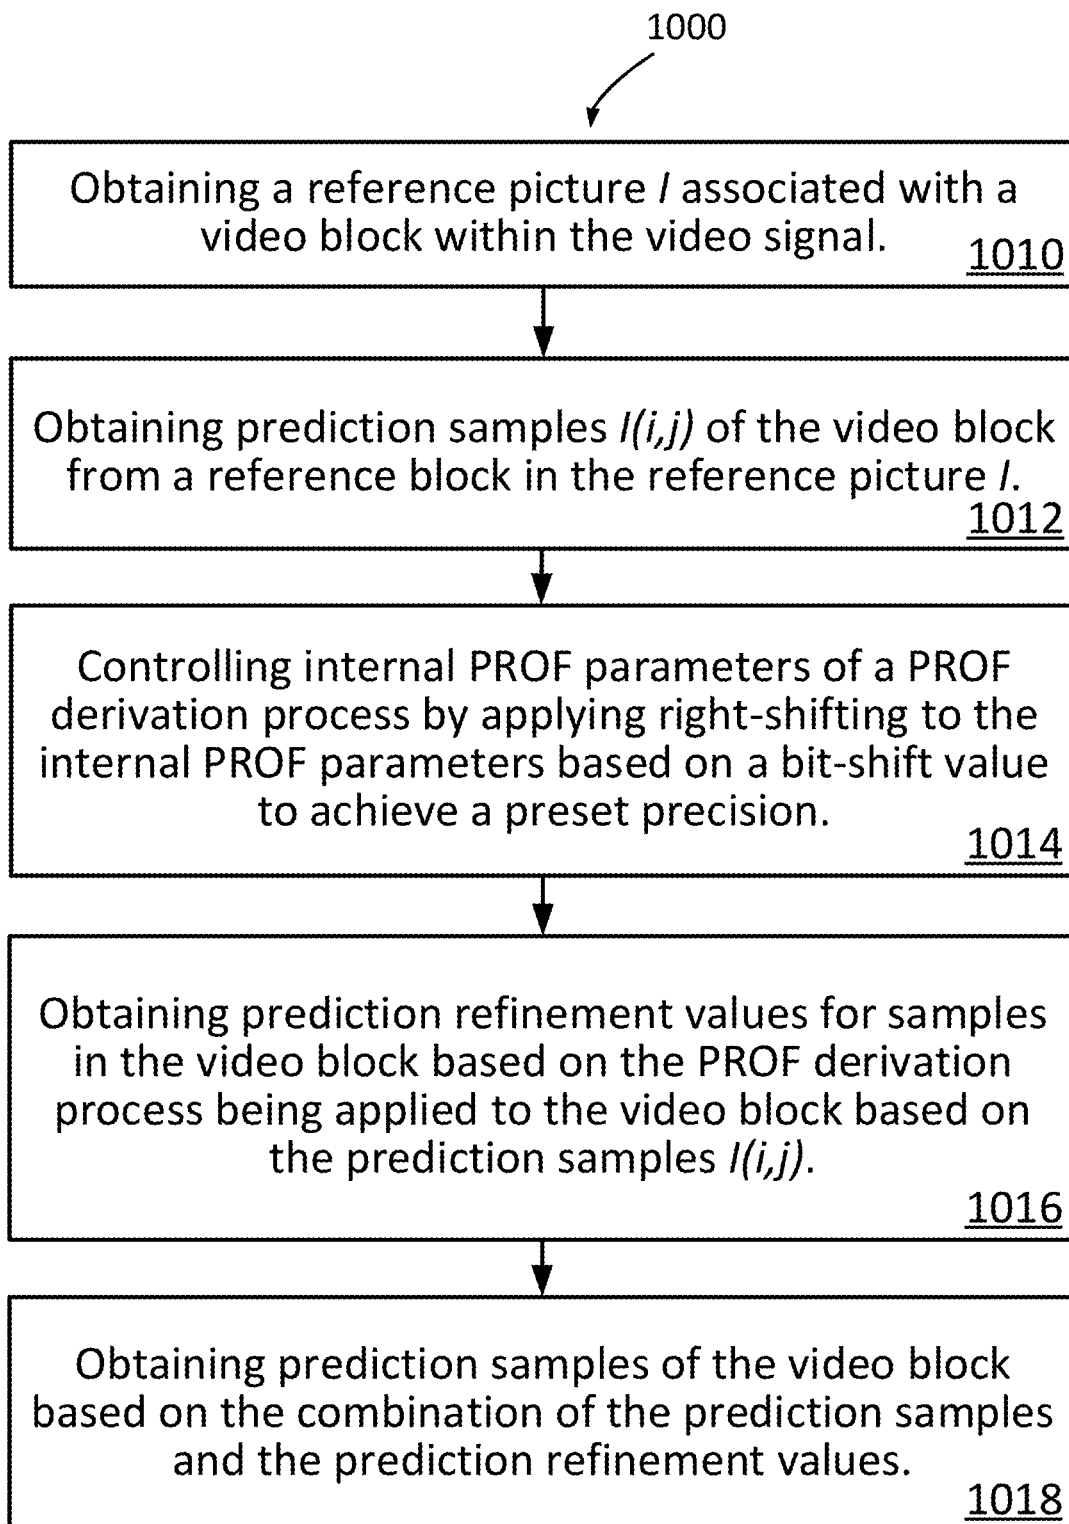 1000
Obtaining a reference picture I associated with a
video block within the video signal.
1010
Obtaining prediction samples I(i,j) of the video block
from a reference block in the reference picture I.
1012
Controlling internal PROF parameters of a PROF
derivation process by applying right-shifting to the
internal PROF parameters based on a bit-shift value
to achieve a preset precision.
1014
Obtaining prediction refinement values for samples
in the video block based on the PROF derivation
process being applied to the video block based on
the prediction samples I(i,j).
1016
Obtaining prediction samples of the video block
based on the combination of the prediction samples
and the prediction refinement values.
1018